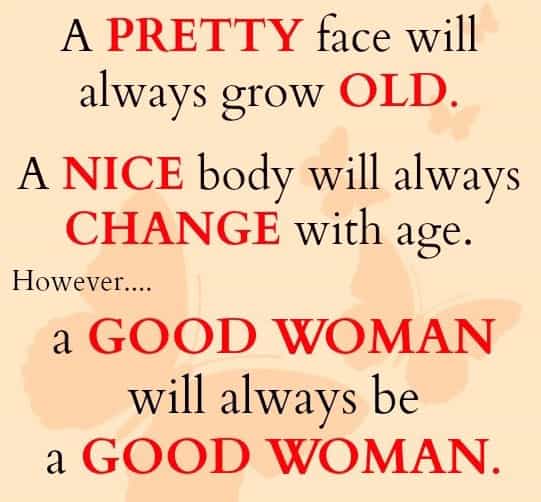 A PRETTY face will
always grow OLD.
A NICE body will always
CHANGE with age.
However....
a GOOD WOMAN
will always be
a GOOD WOMAN.